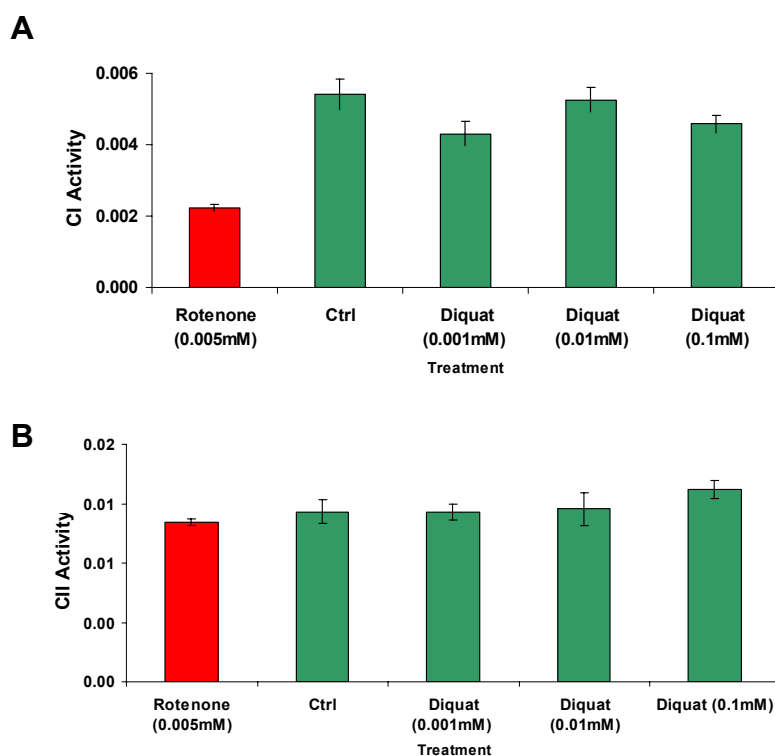 A
0.006
0.004
0.002
0.000
CI Activity
Rotenone Ctrl Diquat Diquat Diquat
(0.005mM) (0.001mM) (0.01mM) (0.1mM)
Treatment
B
0.02
0.01
0.01
0.00
0.00
CII Activity
Rotenone Ctrl Diquat Diquat Diquat (0.1mM)
(0.005mM) (0.001mM) (0.01mM)
Treatment